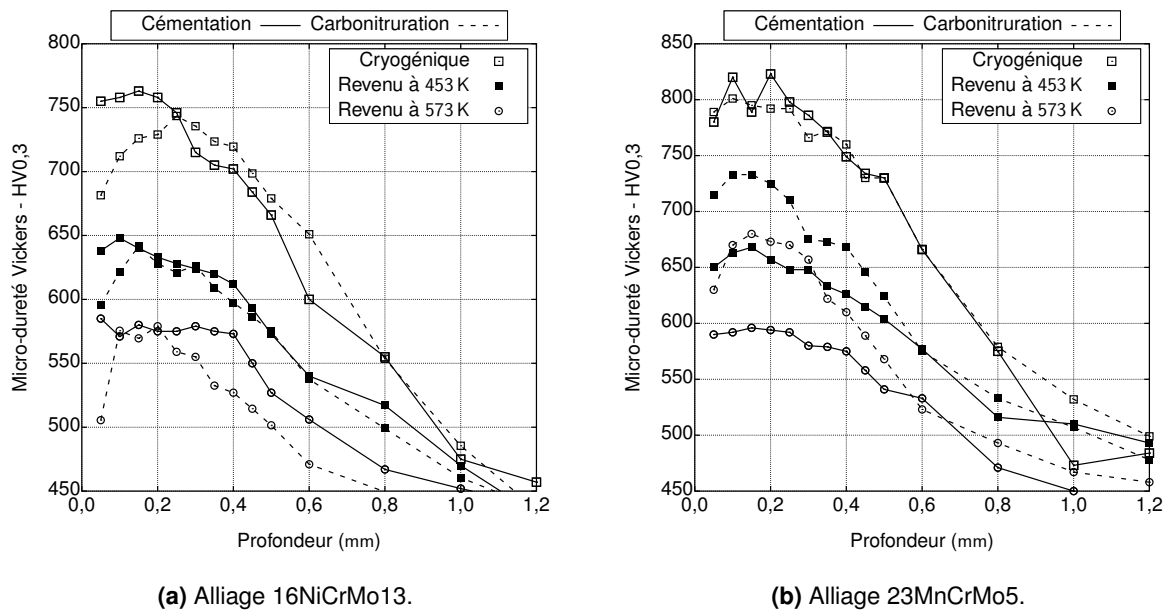 Cémentation Carbonitruration
Cryogénique
Revenu à 453 K
Revenu à 573 K
800
750
700
650
600
550
500
450
0,0 0,2 0,4 0,6 0,8 1,0 1,2
Micro-dureté Vickers - HV0,3
Profondeur (mm)
(a) Alliage 16NiCrMo13.
Cémentation Carbonitruration
Cryogénique
Revenu à 453 K
Revenu à 573 K
850
800
750
700
650
600
550
500
450
0,0 0,2 0,4 0,6 0,8 1,0 1,2
Micro-dureté Vickers - HV0,3
Profondeur (mm)
(b) Alliage 23MnCrMo5.